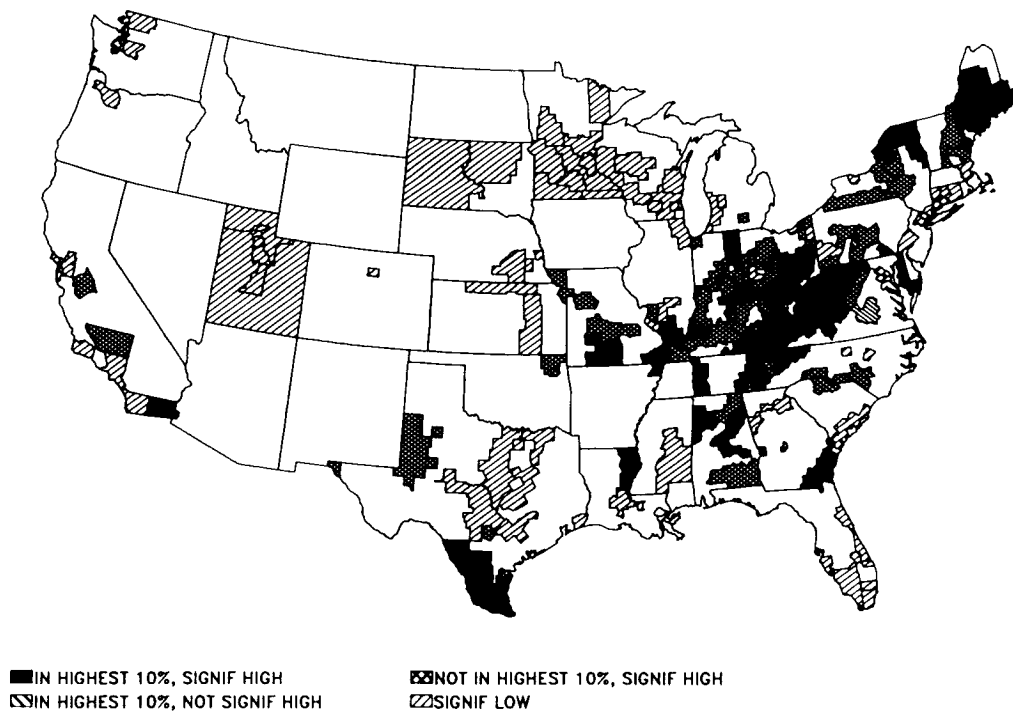 IN HIGHEST 10%, SIGNIF HIGH
NOT IN HIGHEST 10%, SIGNIF HIGH
IN HIGHEST 10%, NOT SIGNIF HIGH
SIGNIF LOW